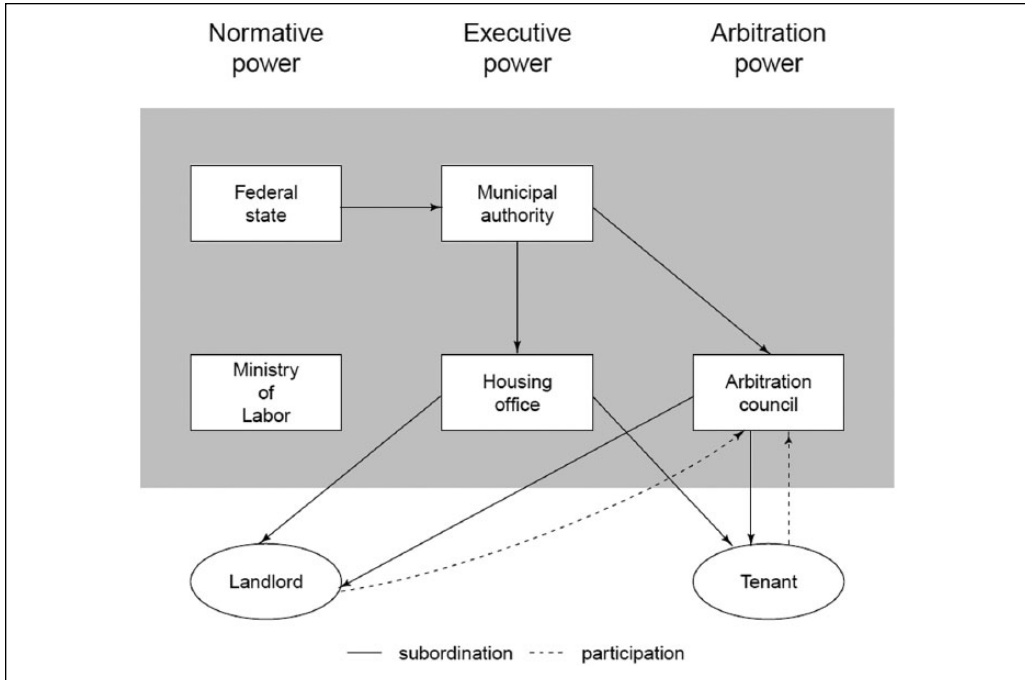 Normative
power
Executive
power
Arbitration
power
Federal
state
Municipal
authority
Ministry
of
Labor
Housing
office
Arbitration
council
Landlord
Tenant
subordination
participation